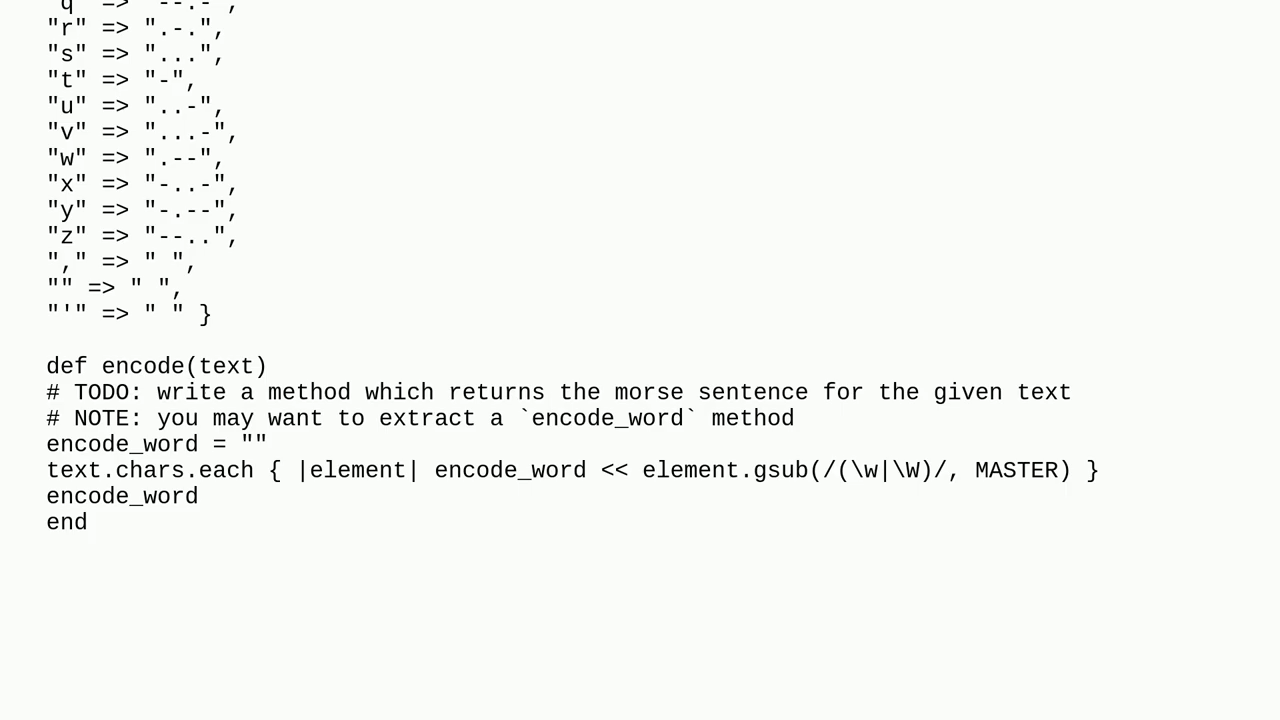 "q" => "--.-",
"r" => ".-.",
"s" => "...",
"t" => "-",
"u" => "..-",
"v" => "...-",
"w" => ".--",
"x" => "-..-",
"y" => "-.--",
"z" => "--..",
"," => " ",
"" => " ",
"'" => " " }
def encode(text)
# TODO: write a method which returns the morse sentence for the given text
# NOTE: you may want to extract a `encode_word` method
encode_word = ""
text.chars.each { |element| encode_word << element.gsub(/(\w|\W)/, MASTER) }
encode_word
end